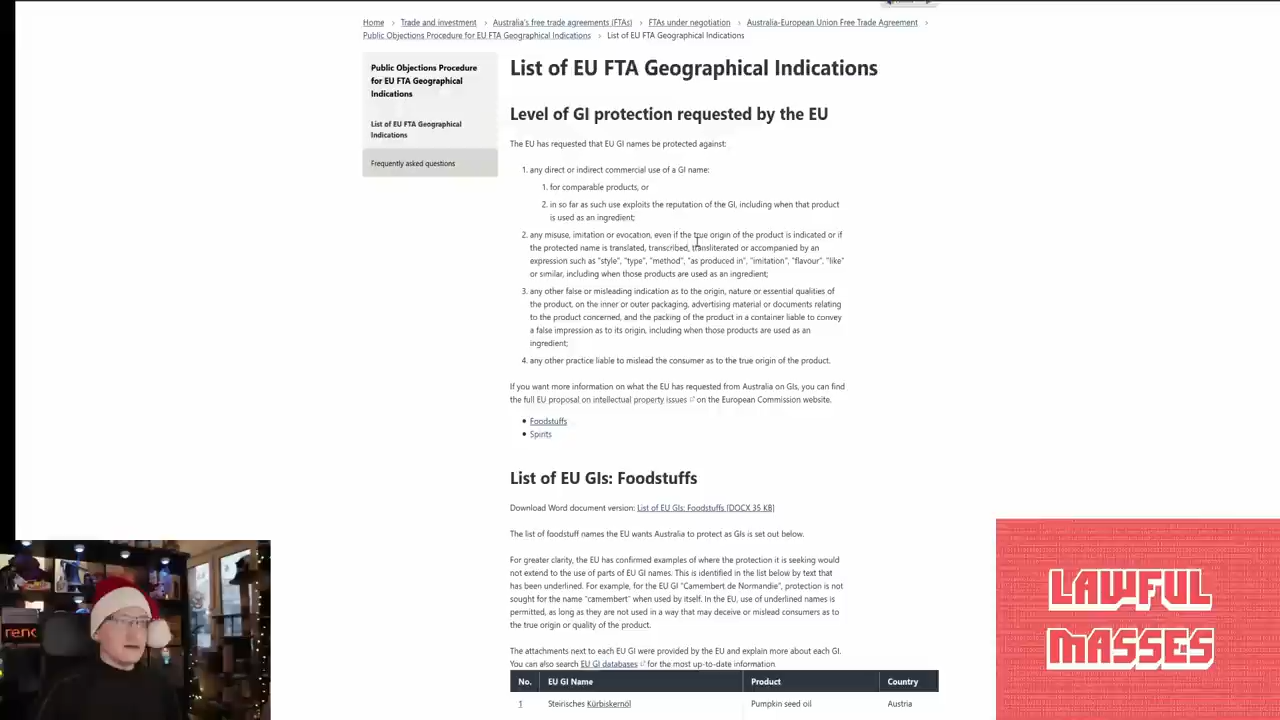 Home > Trade and investment > Australia's free trade agreements (FTAs) > FTAs under negotiation > Australia-European Union Free Trade Agreement >
Public Objections Procedure for EU FTA Geographical Indications > List of EU FTA Geographical Indications
Public Objections Procedure
for EU FTA Geographical
Indications
List of EU FTA Geographical
Indications
Frequently asked questions
List of EU FTA Geographical Indications
Level of GI protection requested by the EU
The EU has requested that EU GI names be protected against:
1. any direct or indirect commercial use of a GI name:
1. for comparable products, or
2. in so far as such use exploits the reputation of the GI, including when that product
is used as an ingredient;
2. any misuse, imitation or evocation, even if the true origin of the product is indicated or if
the protected name is translated, transcribed, transliterated or accompanied by an
expression such as "style", "type", "method", "as produced in", "imitation", "flavour", "like"
or similar, including when those products are used as an ingredient;
3. any other false or misleading indication as to the origin, nature or essential qualities of
the product, on the inner or outer packaging, advertising material or documents relating
to the product concerned, and the packing of the product in a container liable to convey
a false impression as to its origin, including when those products are used as an
ingredient;
4. any other practice liable to mislead the consumer as to the true origin of the product.
If you want more information on what the EU has requested from Australia on GIs, you can find
the full EU proposal on intellectual property issues on the European Commission website.
• Foodstuffs
• Spirits
List of EU GIs: Foodstuffs
Download Word document version: List of EU GIs: Foodstuffs [DOCX 35 KB]
The list of foodstuff names the EU wants Australia to protect as GIs is set out below.
For greater clarity, the EU has confirmed examples of where the protection it is seeking would
not extend to the use of parts of EU GI names. This is identified in the list below by text that
has been underlined. For example, for the EU GI "Camembert de Normandie", protection is not
sought for the name "camembert" when used by itself. In the EU, use of underlined names is
permitted, as long as they are not used in a way that may deceive or mislead consumers as to
the true origin or quality of the product.
The attachments next to each EU GI were provided by the EU and explain more about each GI.
You can also search EU GI databases for the most up-to-date information.
No. EU GI Name Product Country
1 Steirisches Kürbiskernöl Pumpkin seed oil Austria
LAWFUL
MASSES